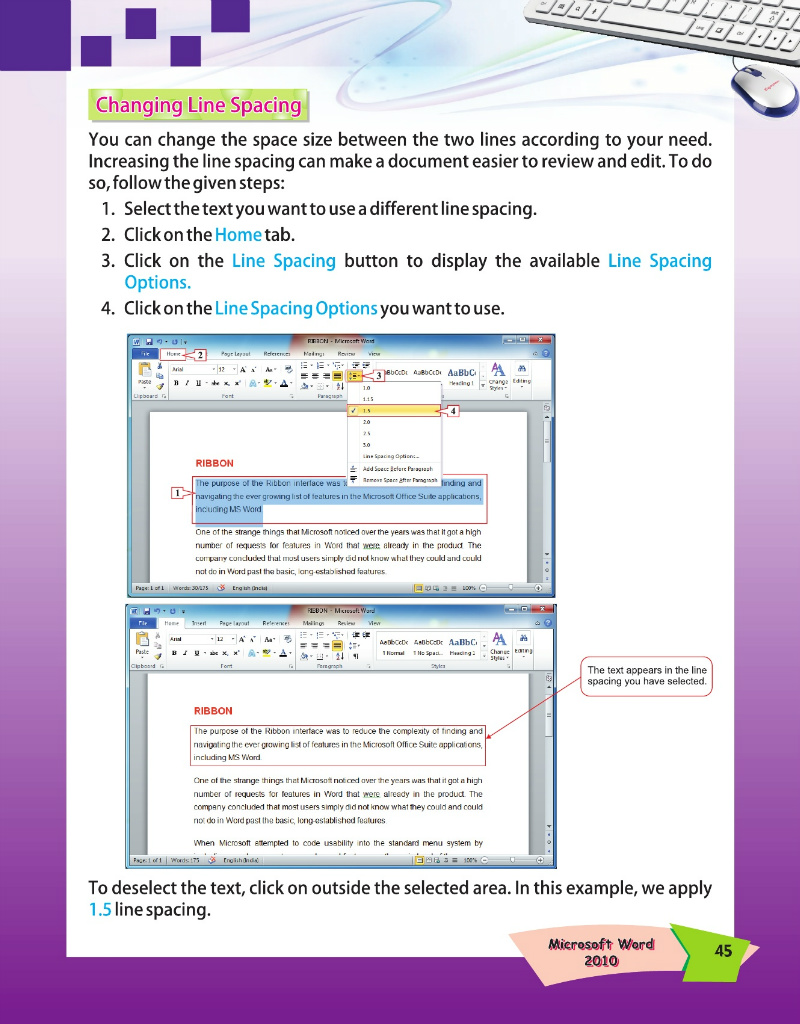 Changing Line Spacing
You can change the space size between the two lines according to your need.
Increasing the line spacing can make a document easier to review and edit. To do
so, follow the given steps:
1. Select the text you want to use a different line spacing.
2. Click on the Home tab.
3. Click on the Line Spacing button to display the available Line Spacing
Options.
4. Click on the Line Spacing Options you want to use.
RIBBON - Microsoft Word
File Home 2 Page Layout References Mailings Review View
Arial 12
Paste
AaBbCcDc AaBbC
3
Heading 1 Change Styles Editing
Clipboard Font Paragraph
1.0
1.15
1.5 4
2.0
2.5
3.0
Line Spacing Options...
Add Space Before Paragraph
Remove Space After Paragraph
RIBBON
1
The purpose of the Ribbon interface was finding and
navigating the ever growing list of features in the Microsoft Office Suite applications,
including MS Word
One of the strange things that Microsoft noticed over the years was that it got a high
number of requests for features in Word that were already in the product. The
company concluded that most users simply did not know what they could and could
not do in Word past the basic, long-established features.
Page: 1 of 1 Words: 30/175 English (India) 100%
RIBBON - Microsoft Word
File Home Insert Page Layout References Mailings Review View
Arial 12
Paste
AaBbCcDc AaBbCcDc AaBbC
¶ Normal ¶ No Spaci... Heading 1 Change Styles Editing
Clipboard Font Paragraph Styles
The text appears in the line
spacing you have selected.
RIBBON
The purpose of the Ribbon interface was to reduce the complexity of finding and
navigating the ever growing list of features in the Microsoft Office Suite applications,
including MS Word.
One of the strange things that Microsoft noticed over the years was that it got a high
number of requests for features in Word that were already in the product. The
company concluded that most users simply did not know what they could and could
not do in Word past the basic, long-established features
When Microsoft attempted to code usability into the standard menu system by
Page: 1 of 1 Words: 175 English (India) 100%
To deselect the text, click on outside the selected area. In this example, we apply
1.5 line spacing.
Microsoft Word
2010
45